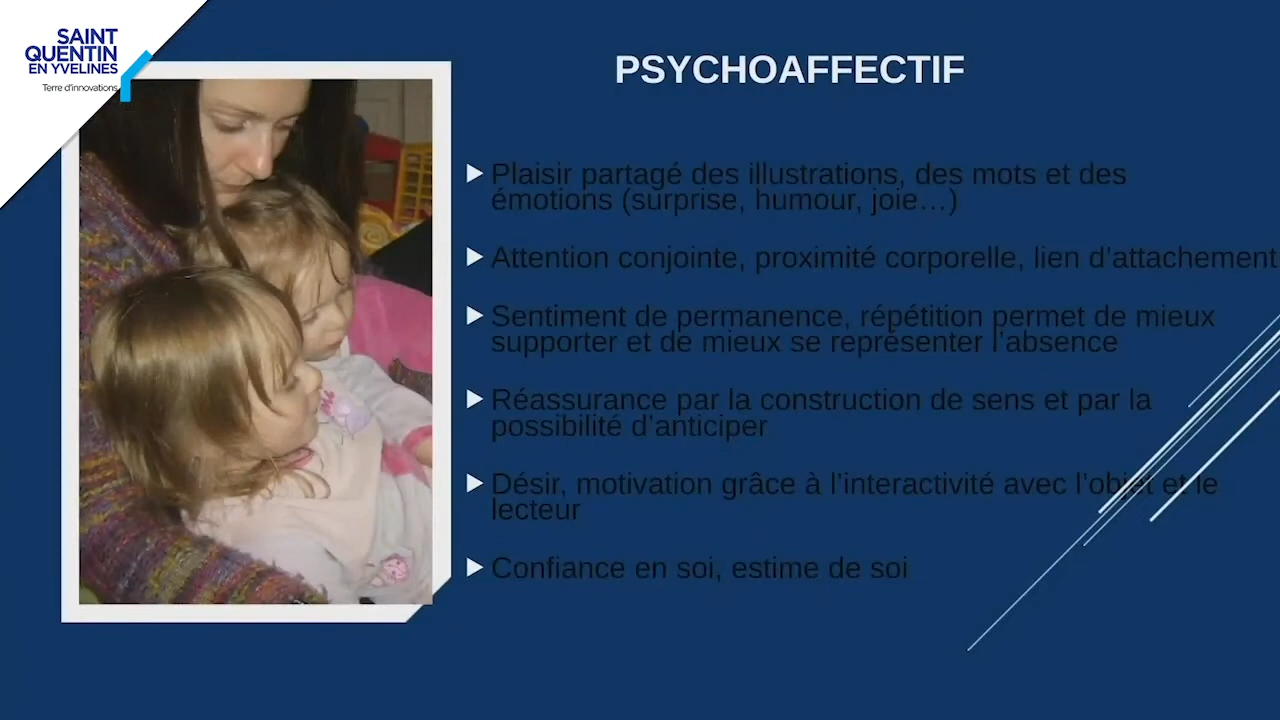 SAINT
QUENTIN
EN YVELINES
Terre d'innovations
PSYCHOAFFECTIF
Plaisir partagé des illustrations, des mots et des
émotions (surprise, humour, joie…)
Attention conjointe, proximité corporelle, lien d'attachement
Sentiment de permanence, répétition permet de mieux
supporter et de mieux se représenter l'absence
Réassurance par la construction de sens et par la
possibilité d'anticiper
Désir, motivation grâce à l'interactivité avec l'objet et le
lecteur
Confiance en soi, estime de soi